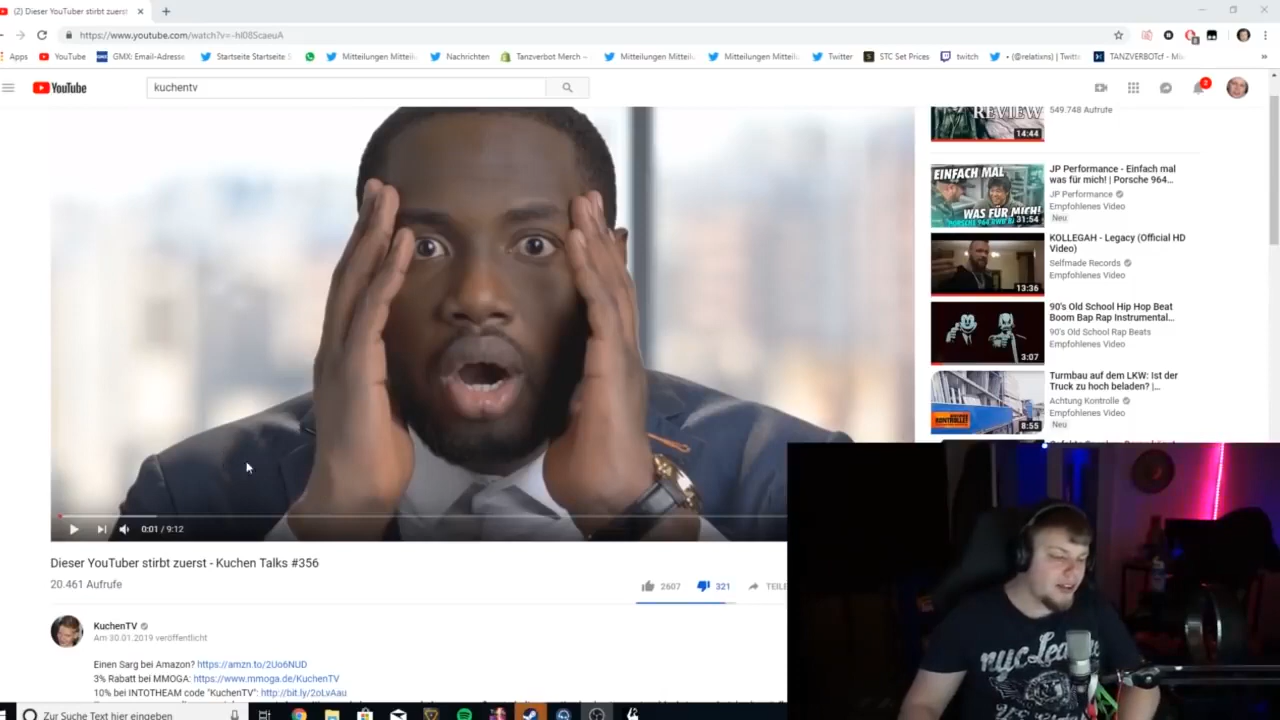 (2) Dieser YouTuber stirbt zuerst
https://www.youtube.com/watch?v=-hI08ScaeuA
Apps
YouTube
GMX: Email-Adresse
Startseite Startseite
Mitteilungen
Nachrichten
Tanzverbot Merch –
Mitteilungen
Mitteilungen
Twitter
STC Set Prices
twitch
(@relaxlns) | Twitt
TANZVERBOTcf -
YouTube
kuchentv
2
REVIEW
549.748 Aufrufe
14:44
EINFACH MAL
WAS FÜR MICH!
31:54
JP Performance - Einfach mal
was für mich! | Porsche 964...
JP Performance
Empfohlenes Video
Neu
13:36
KOLLEGAH - Legacy (Official HD
Video)
Selfmade Records
Empfohlenes Video
3:07
90's Old School Hip Hop Beat
Boom Bap Rap Instrumental...
90's Old School Rap Beats
Empfohlenes Video
8:55
Turmbau auf dem LKW: Ist der
Truck zu hoch beladen? |...
Achtung Kontrolle
Empfohlenes Video
Neu
0:01 / 9:12
Dieser YouTuber stirbt zuerst - Kuchen Talks #356
20.461 Aufrufe
2607
321
TEILE
KuchenTV
Am 30.01.2019 veröffentlicht
Einen Sarg bei Amazon? https://amzn.to/2Uo6NUD
3% Rabatt bei MMOGA: https://www.mmoga.de/KuchenTV
10% bei INTOTHEAM code "KuchenTV": http://bit.ly/2oLvAau
Zur Suche Text hier eingeben